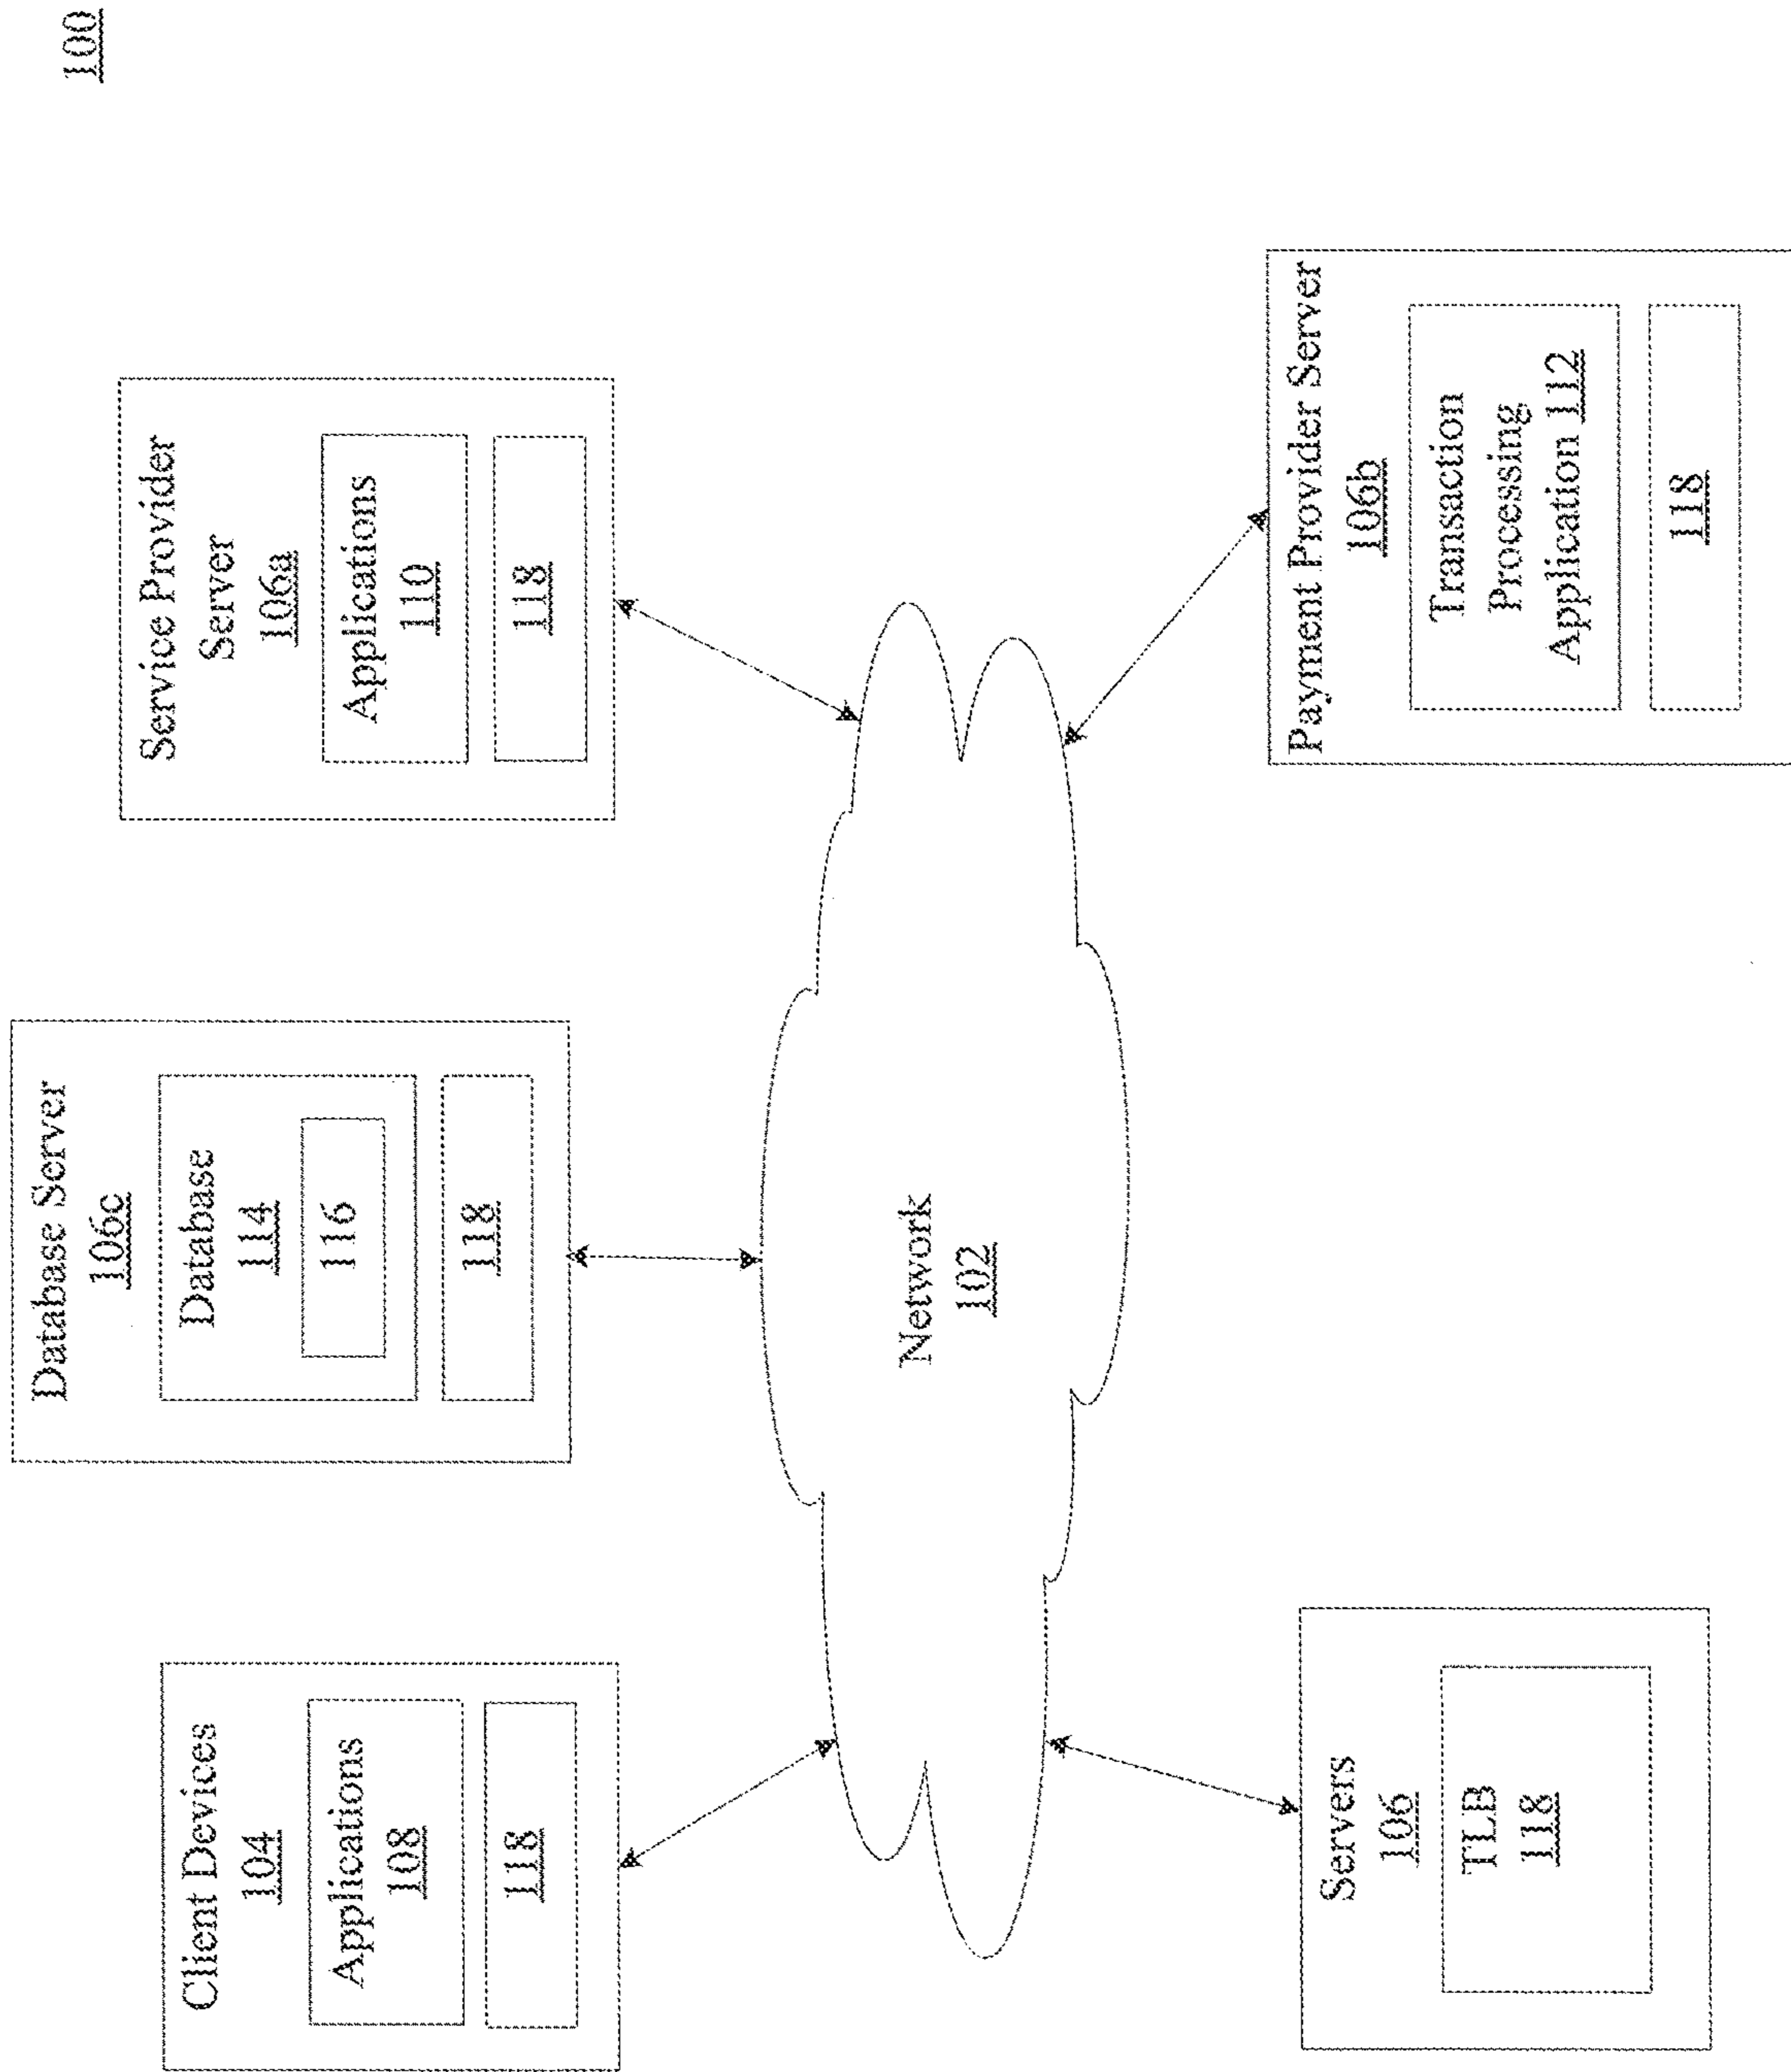 100
Client Devices
104
Applications
108
118
Database Server
106c
Database
114
116
118
Service Provider
Server
106a
Applications
110
118
Network
102
Servers
106
TLB
118
Payment Provider Server
106b
Transaction
Processing
Application 112
118